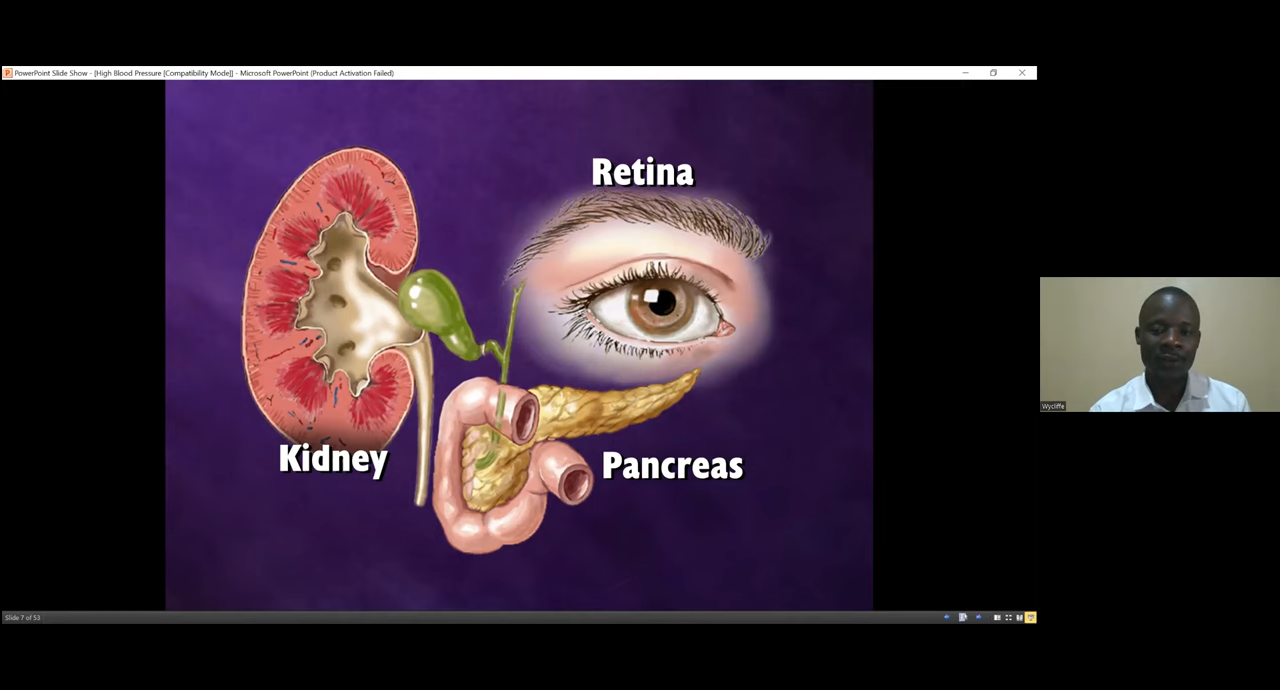 PowerPoint Slide Show - [High Blood Pressure [Compatibility Mode]] - Microsoft PowerPoint (Product Activation Failed)
Retina
Kidney
Pancreas
Wycliffe
Slide 7 of 53